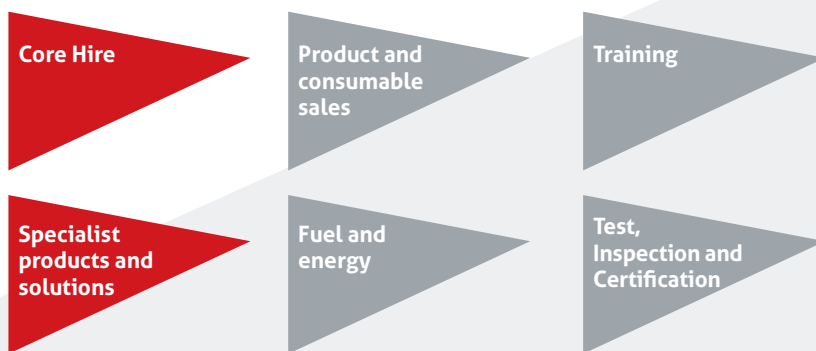 Core Hire
Product and
consumable
sales
Training
Specialist
products and
solutions
Fuel and
energy
Test,
Inspection and
Certification